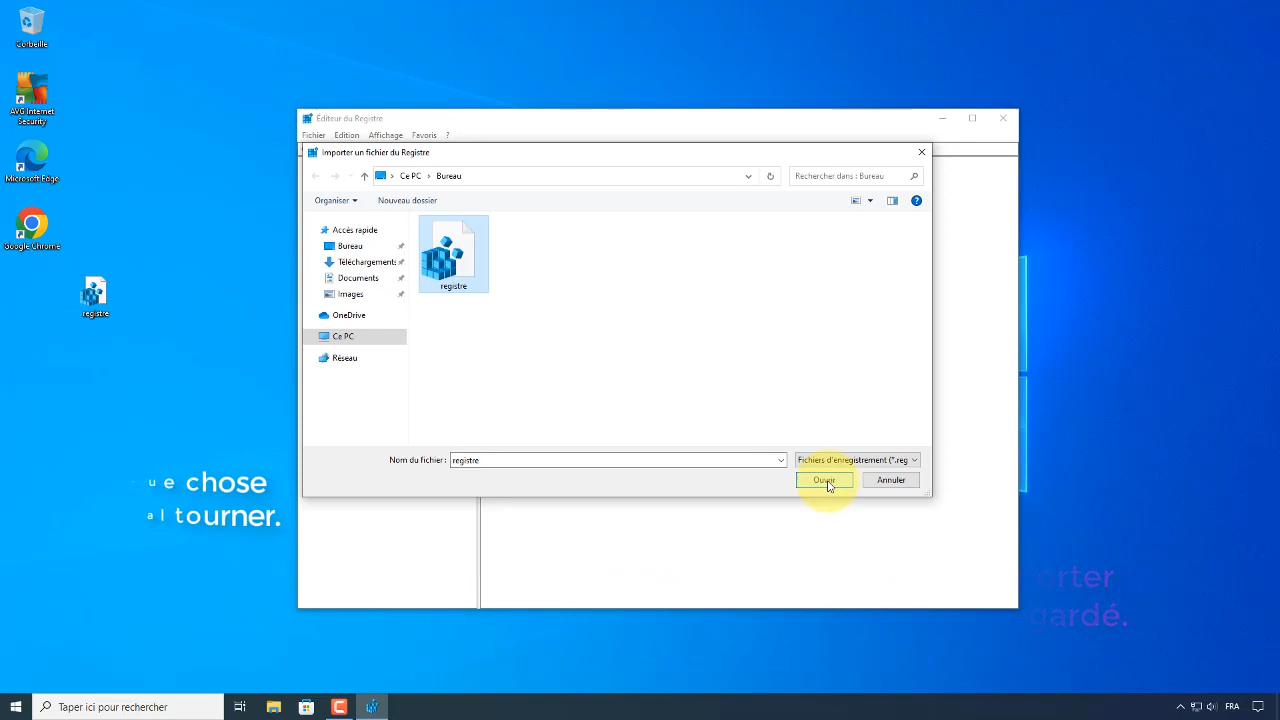 Corbeille
AVG Internet
Security
Microsoft Edge
Google Chrome
registre
Éditeur du Registre
Fichier Edition Affichage Favoris ?
Importer un fichier du Registre
Ce PC > Bureau
Rechercher dans : Bureau
Organiser Nouveau dossier
Accès rapide
Bureau
Téléchargements
Documents
Images
OneDrive
Ce PC
Réseau
registre
Nom du fichier : registre
Fichiers d'enregistrement (*.reg
Ouvrir Annuler
ue chose
al tourner.
orter
gardé.
Taper ici pour rechercher
FRA